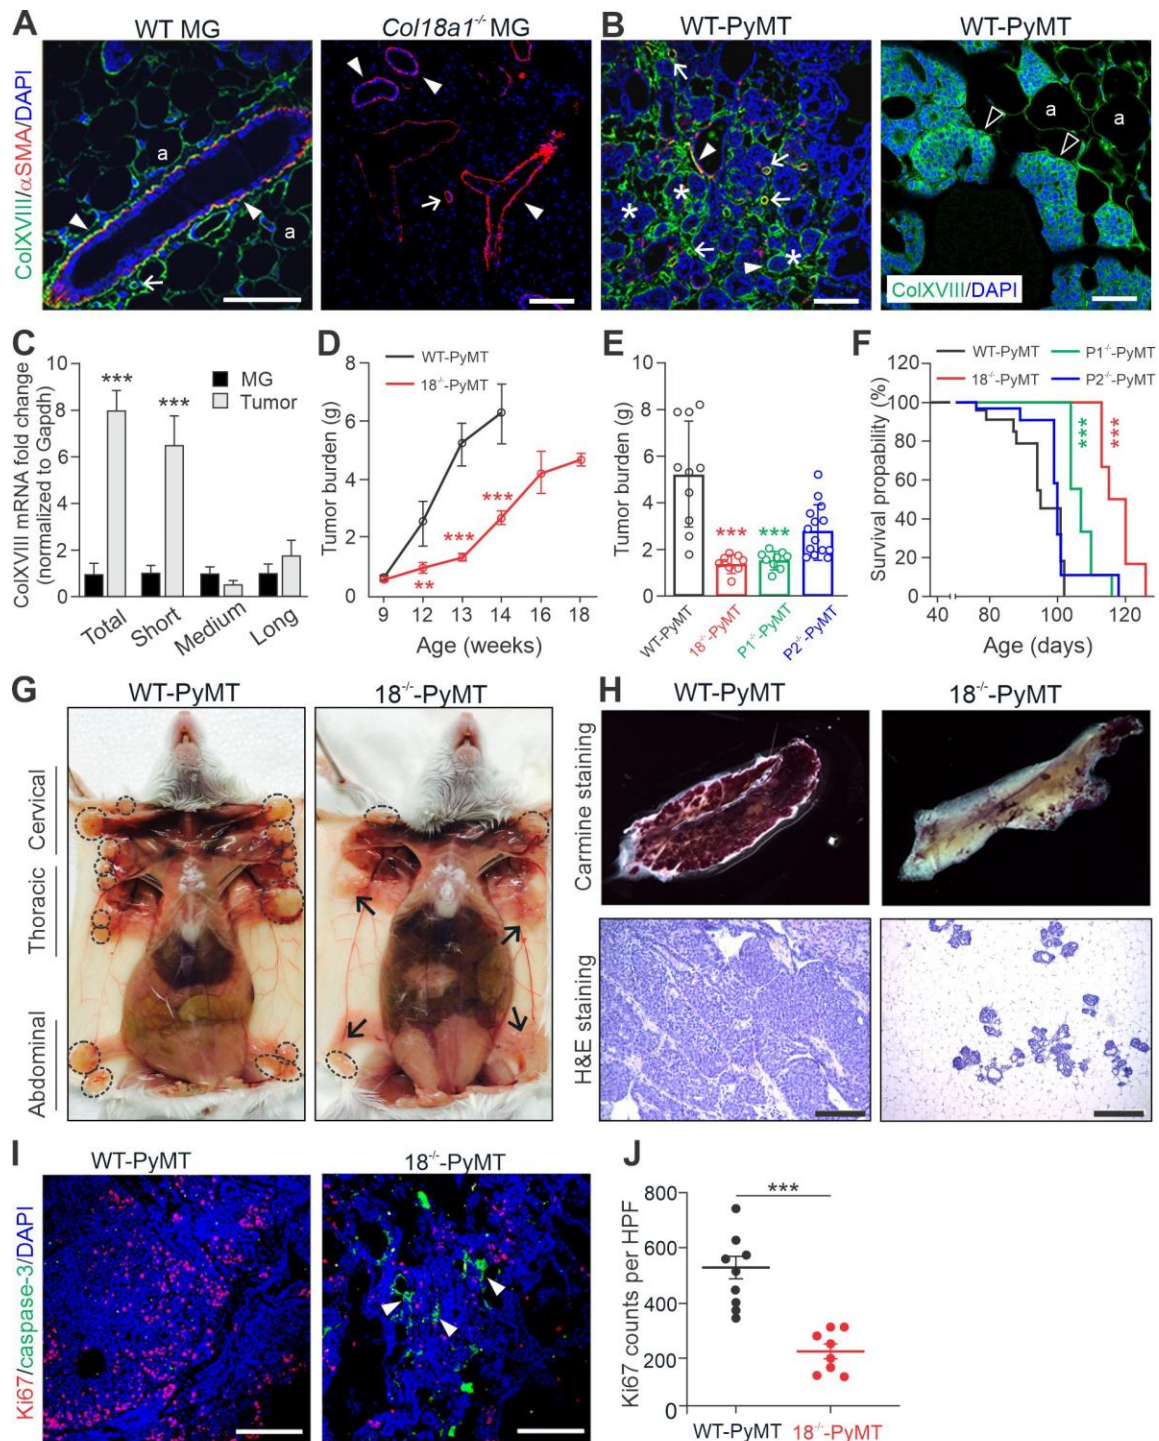 A
WT MG
Col18a1-/- MG
ColXVIII/αSMA/DAPI
a
a
B
WT-PyMT
WT-PyMT
a
a
ColXVIII/DAPI
C
ColXVIII mRNA fold change
(normalized to Gapdh)
10
8
6
4
2
0
***
***
MG
Tumor
Total
Short
Medium
Long
D
WT-PyMT
18-/--PyMT
Tumor burden (g)
8
6
4
2
0
**
***
***
9
12
13
14
16
18
Age (weeks)
E
Tumor burden (g)
10
8
6
4
2
0
***
***
WT-PyMT
18-/--PyMT
P1-/--PyMT
P2-/--PyMT
F
WT-PyMT
P1-/--PyMT
18-/--PyMT
P2-/--PyMT
Survival propability (%)
120
100
80
60
40
20
0
***
***
40
80
100
120
Age (days)
G
WT-PyMT
18-/--PyMT
Cervical
Thoracic
Abdominal
H
WT-PyMT
18-/--PyMT
Carmine staining
H&E staining
I
WT-PyMT
18-/--PyMT
Ki67/caspase-3/DAPI
J
Ki67 counts per HPF
800
600
400
200
0
***
WT-PyMT
18-/--PyMT